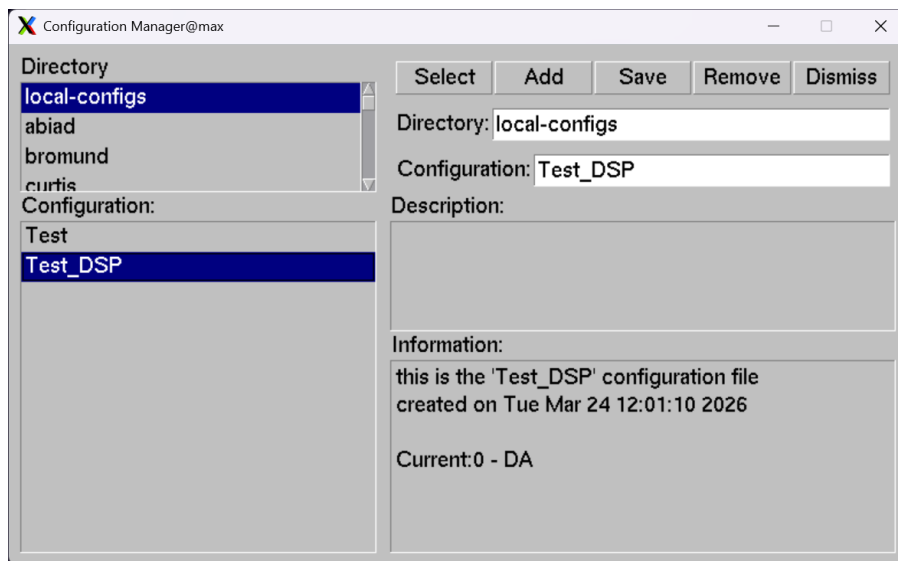 Configuration Manager@max
Directory
local-configs
abiad
bromund
curtis
Configuration:
Test
Test_DSP
Select Add Save Remove Dismiss
Directory: local-configs
Configuration: Test_DSP
Description:
Information:
this is the 'Test_DSP' configuration file
created on Tue Mar 24 12:01:10 2026
Current:0 - DA